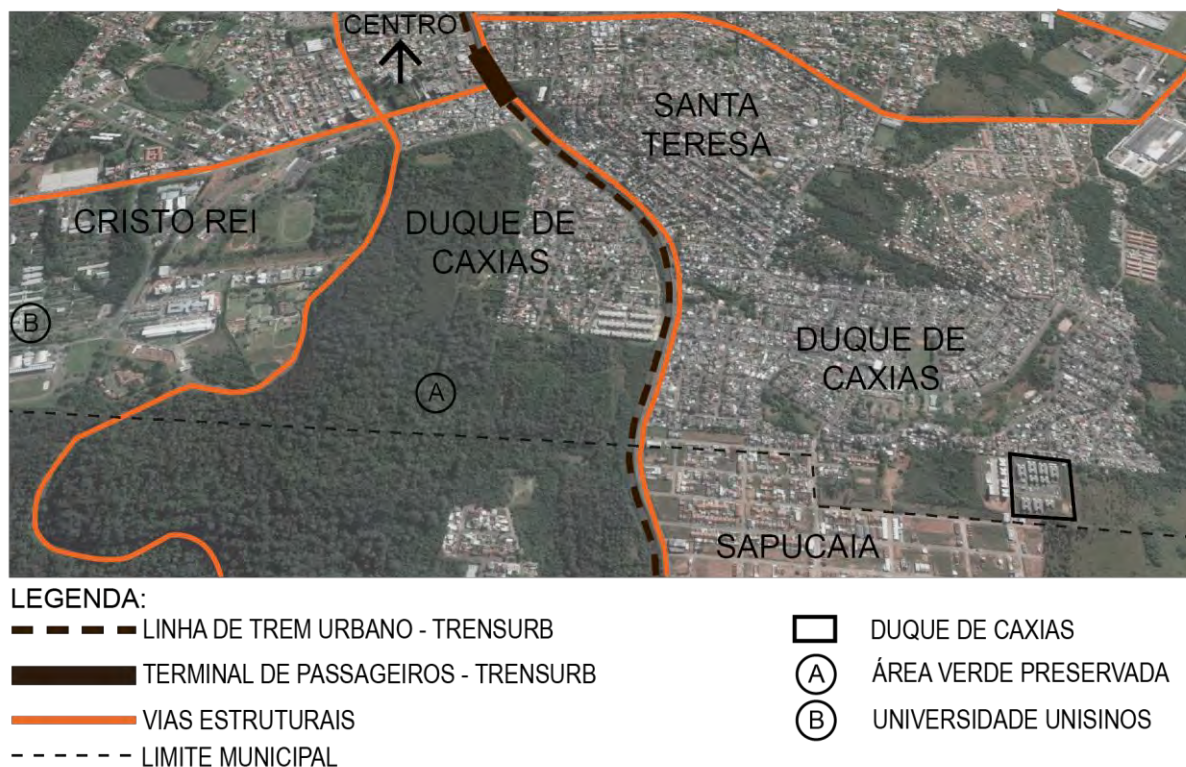 CENTRO
SANTA
TERESA
CRISTO REI
DUQUE DE
CAXIAS
B
DUQUE DE
CAXIAS
A
SAPUCAIA
LEGENDA:
LINHA DE TREM URBANO - TRENSURB
TERMINAL DE PASSAGEIROS - TRENSURB
VIAS ESTRUTURAIS
LIMITE MUNICIPAL
DUQUE DE CAXIAS
A ÁREA VERDE PRESERVADA
B UNIVERSIDADE UNISINOS